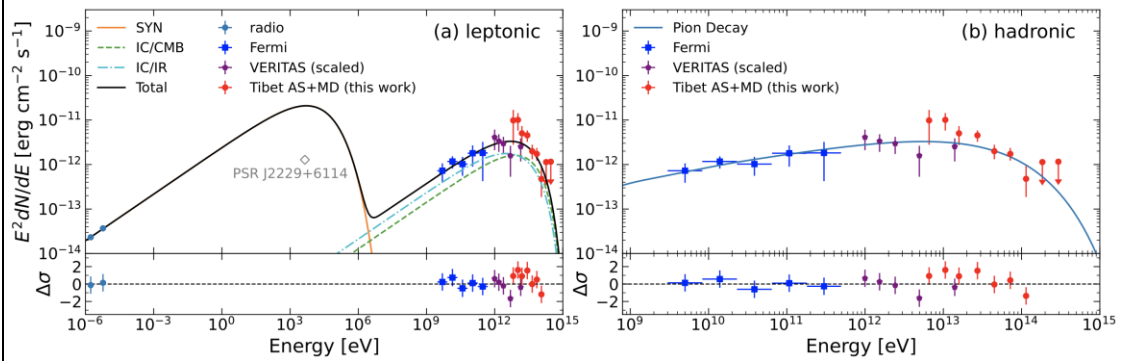 10⁻⁹
10⁻¹⁰
10⁻¹¹
10⁻¹²
10⁻¹³
10⁻¹⁴
E²dN/dE [erg cm⁻² s⁻¹]
SYN
IC/CMB
IC/IR
Total
radio
Fermi
VERITAS (scaled)
Tibet AS+MD (this work)
(a) leptonic
PSR J2229+6114
2
0
−2
Δσ
10⁻⁶ 10⁻³ 10⁰ 10³ 10⁶ 10⁹ 10¹² 10¹⁵
Energy [eV]
10⁻⁹
10⁻¹⁰
10⁻¹¹
10⁻¹²
10⁻¹³
10⁻¹⁴
Pion Decay
Fermi
VERITAS (scaled)
Tibet AS+MD (this work)
(b) hadronic
2
0
−2
Δσ
10⁹ 10¹⁰ 10¹¹ 10¹² 10¹³ 10¹⁴ 10¹⁵
Energy [eV]